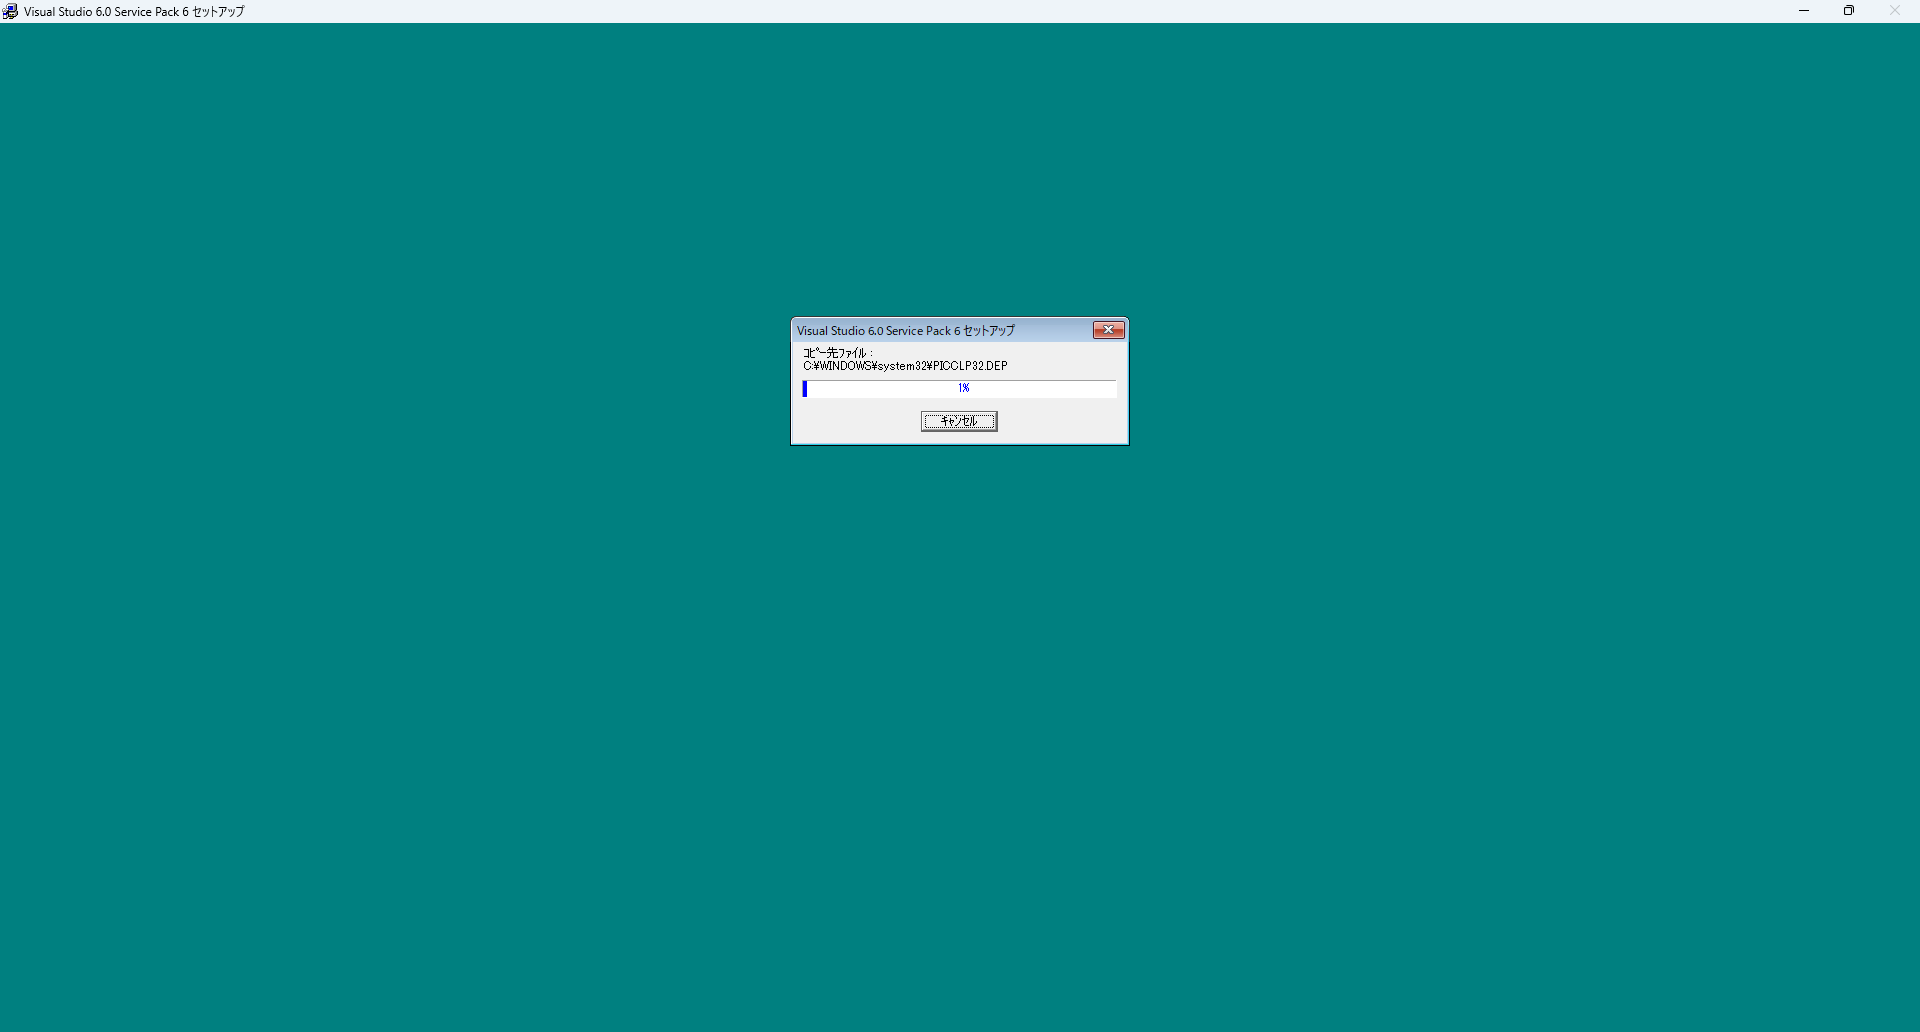 Visual Studio 6.0 Service Pack 6 セットアップ
Visual Studio 6.0 Service Pack 6 セットアップ
ｺﾋﾟｰ先ﾌｧｲﾙ :
C:¥WINDOWS¥system32¥PICCLP32.DEP
1%
ｷｬﾝｾﾙ